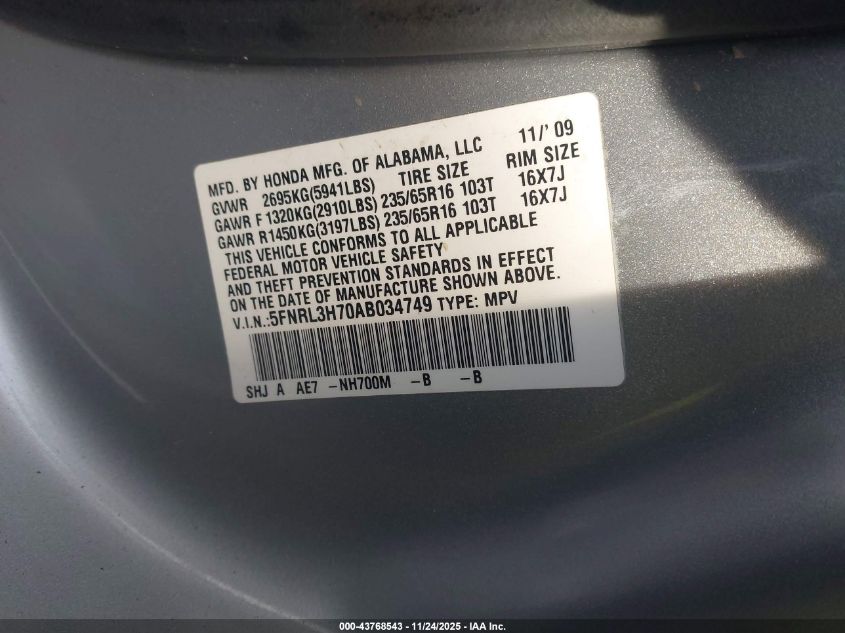 MFD. BY HONDA MFG. OF ALABAMA, LLC 11/' 09
GVWR 2695KG(5941LBS) TIRE SIZE RIM SIZE
GAWR F 1320KG(2910LBS) 235/65R16 103T 16X7J
GAWR R1450KG(3197LBS) 235/65R16 103T 16X7J
THIS VEHICLE CONFORMS TO ALL APPLICABLE
FEDERAL MOTOR VEHICLE SAFETY
AND THEFT PREVENTION STANDARDS IN EFFECT
ON THE DATE OF MANUFACTURE SHOWN ABOVE.
V.I.N.:5FNRL3H70AB034749 TYPE: MPV
SHJ A AE7 -NH700M -B -B
000-43768543 - 11/24/2025 - IAA Inc.